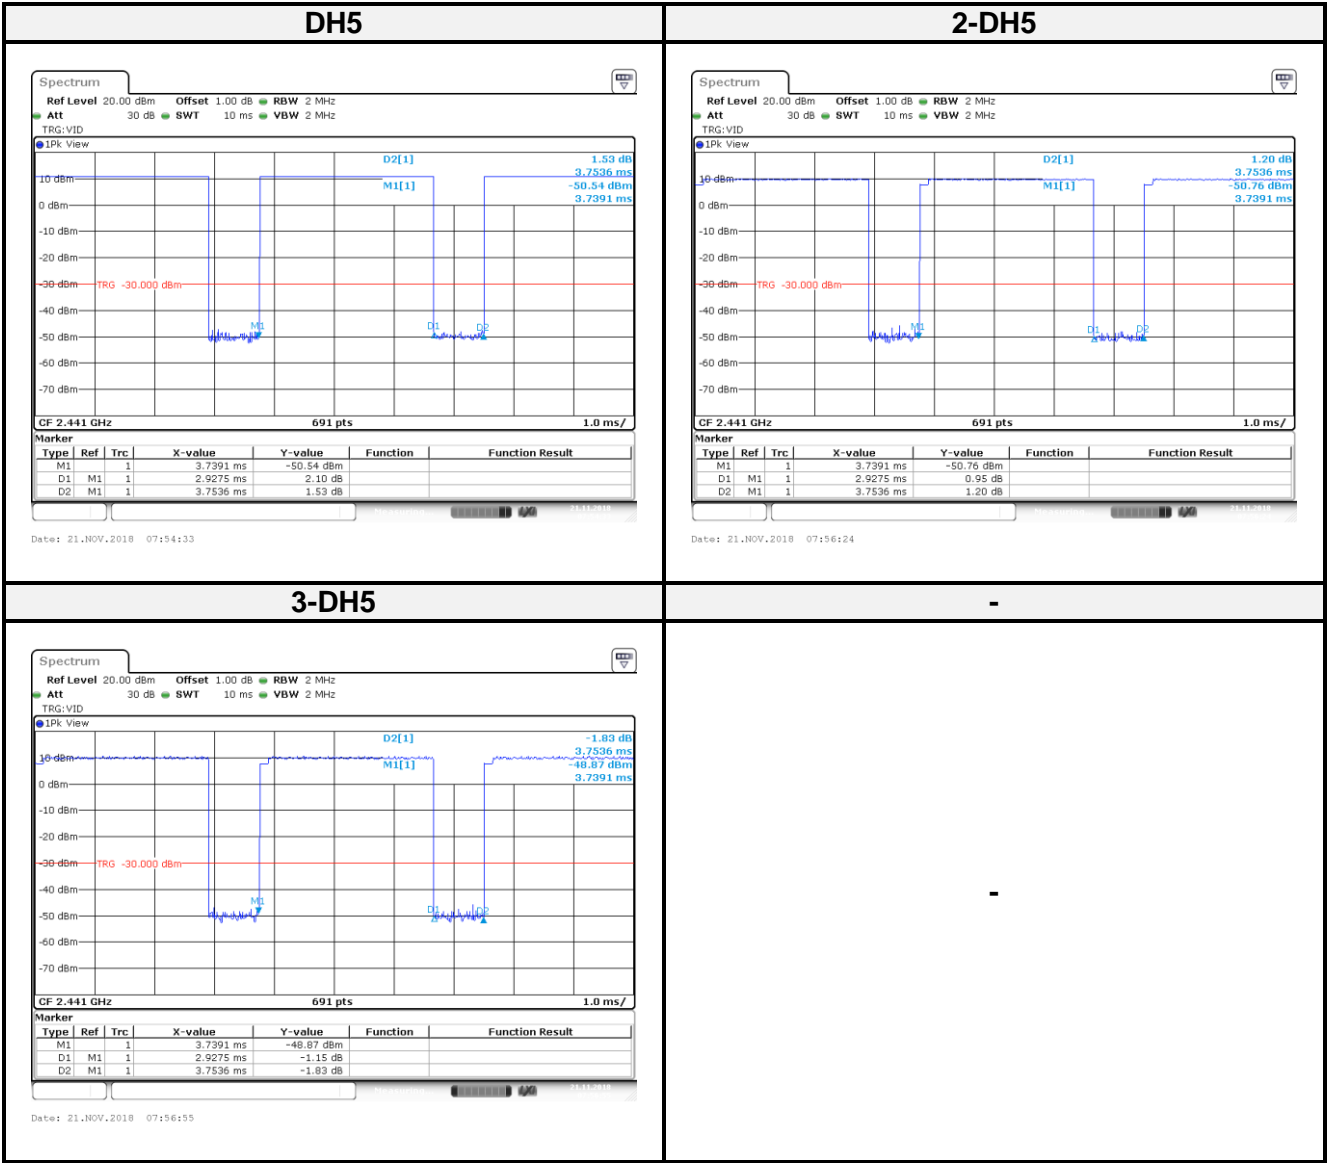 DH5
2-DH5
Spectrum
Ref Level 20.00 dBm Offset 1.00 dB RBW 2 MHz
Att 30 dB SWT 10 ms VBW 2 MHz
TRG:VID
1Pk View
D2[1] 1.53 dB
3.7536 ms
10 dBm
M1[1] -50.54 dBm
3.7391 ms
0 dBm
-10 dBm
-20 dBm
-30 dBm TRG -30.000 dBm
-40 dBm
M1 D1 D2
-50 dBm
-60 dBm
-70 dBm
CF 2.441 GHz 691 pts 1.0 ms/
Marker
Type Ref Trc X-value Y-value Function Function Result
M1 1 3.7391 ms -50.54 dBm
D1 M1 1 2.9275 ms 2.10 dB
D2 M1 1 3.7536 ms 1.53 dB
21.11.2018
Date: 21.NOV.2018 07:54:33
Spectrum
Ref Level 20.00 dBm Offset 1.00 dB RBW 2 MHz
Att 30 dB SWT 10 ms VBW 2 MHz
TRG:VID
1Pk View
D2[1] 1.20 dB
3.7536 ms
10 dBm
M1[1] -50.76 dBm
3.7391 ms
0 dBm
-10 dBm
-20 dBm
-30 dBm TRG -30.000 dBm
-40 dBm
M1 D1 D2
-50 dBm
-60 dBm
-70 dBm
CF 2.441 GHz 691 pts 1.0 ms/
Marker
Type Ref Trc X-value Y-value Function Function Result
M1 1 3.7391 ms -50.76 dBm
D1 M1 1 2.9275 ms 0.95 dB
D2 M1 1 3.7536 ms 1.20 dB
21.11.2018
Date: 21.NOV.2018 07:56:24
3-DH5
-
Spectrum
Ref Level 20.00 dBm Offset 1.00 dB RBW 2 MHz
Att 30 dB SWT 10 ms VBW 2 MHz
TRG:VID
1Pk View
D2[1] -1.83 dB
3.7536 ms
10 dBm
M1[1] -48.87 dBm
3.7391 ms
0 dBm
-10 dBm
-20 dBm
-30 dBm TRG -30.000 dBm
-40 dBm
M1 D1 D2
-50 dBm
-60 dBm
-70 dBm
CF 2.441 GHz 691 pts 1.0 ms/
Marker
Type Ref Trc X-value Y-value Function Function Result
M1 1 3.7391 ms -48.87 dBm
D1 M1 1 2.9275 ms -1.15 dB
D2 M1 1 3.7536 ms -1.83 dB
21.11.2018
Date: 21.NOV.2018 07:56:55
-